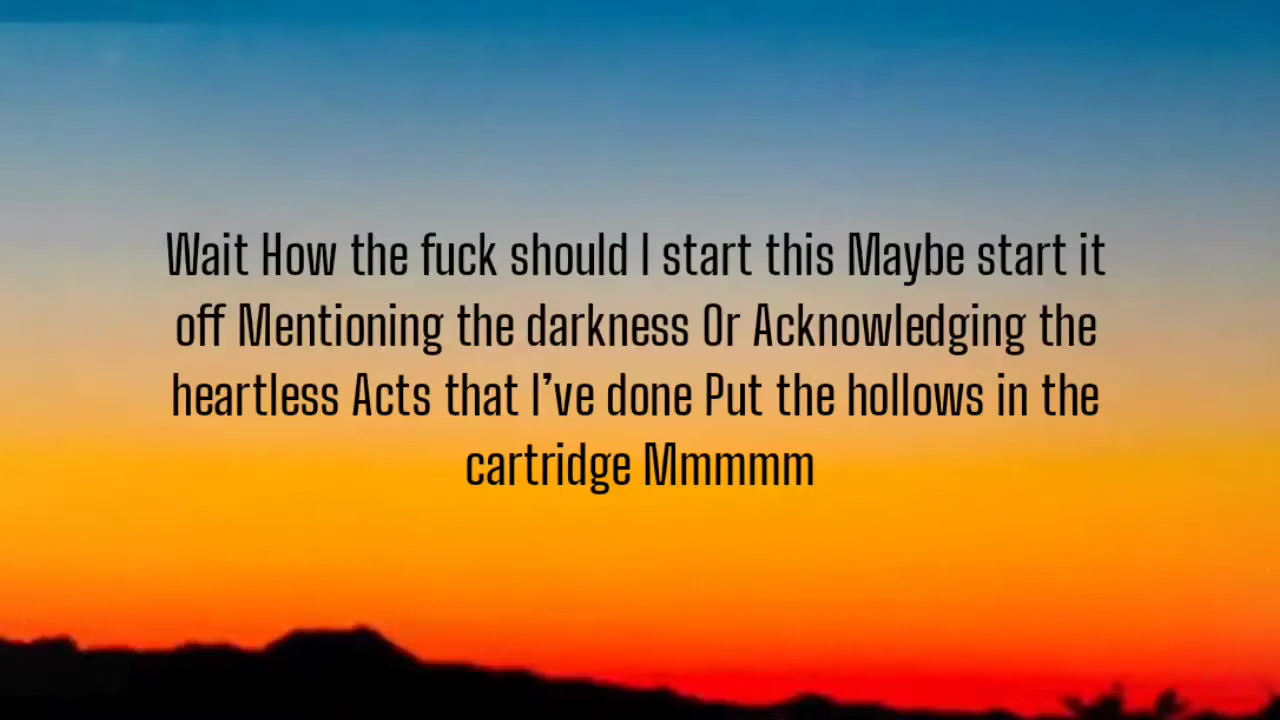 Wait How the fuck should I start this Maybe start it
off Mentioning the darkness Or Acknowledging the
heartless Acts that I’ve done Put the hollows in the
cartridge Mmmmm